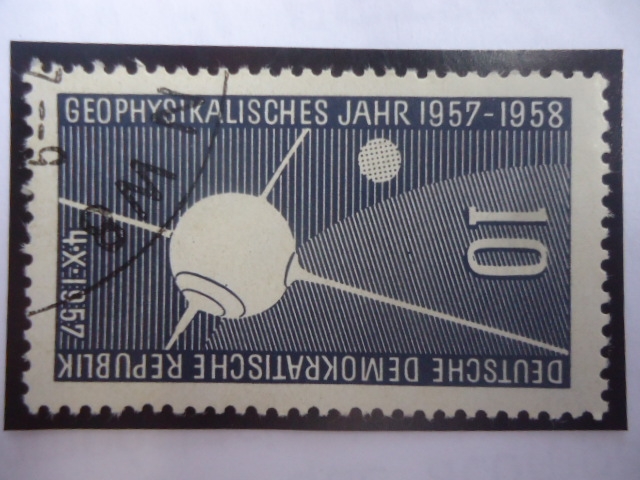 GEOPHYSIKALISCHES JAHR 1957-1958
10
4·X·1957
DEUTSCHE DEMOKRATISCHE REPUBLIK